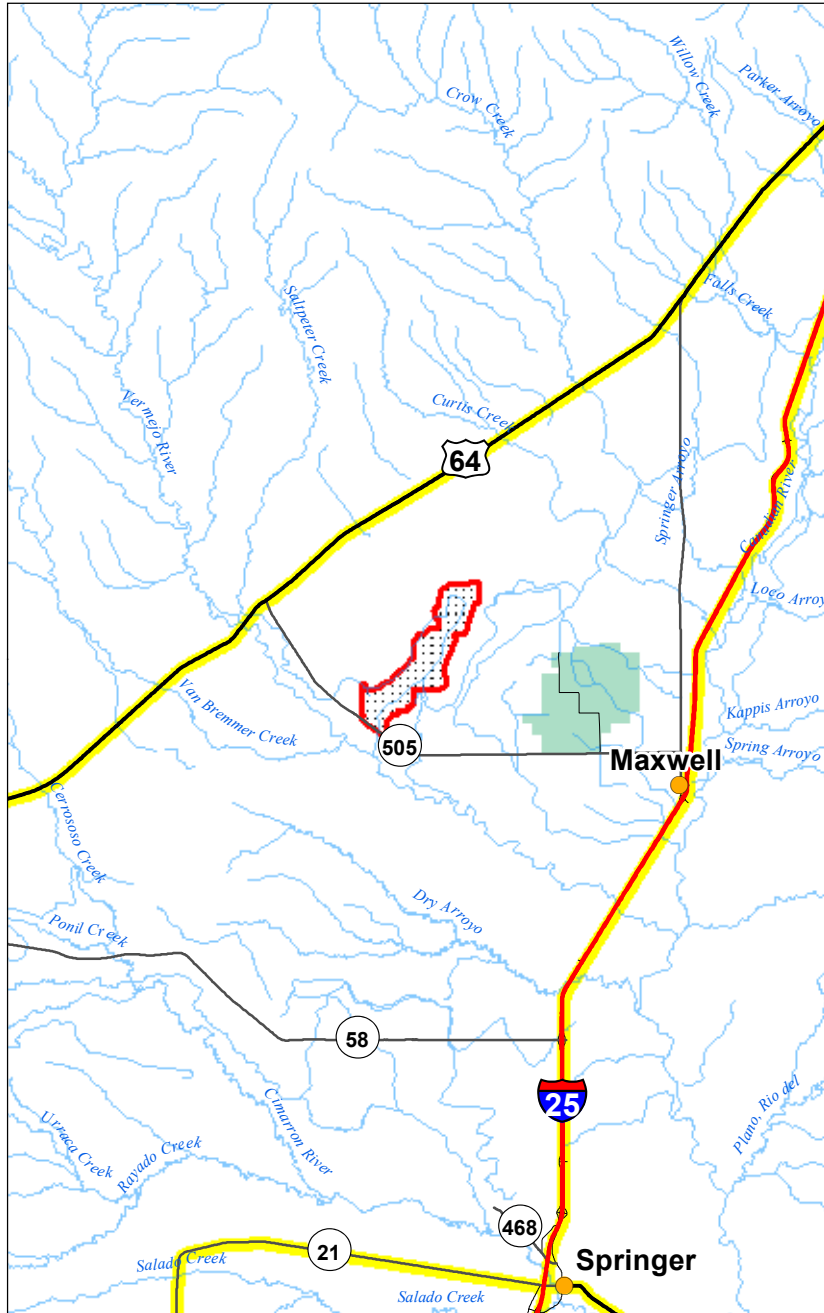 Willow Creek
Parker Arroyo
Crow Creek
Falls Creek
Saltpeter Creek
Vermejo River
Curtis Creek
64
Springer Arroyo
Canadian River
Loco Arroyo
Van Bremmer Creek
Kappis Arroyo
505
Spring Arroyo
Maxwell
Cerrososo Creek
Dry Arroyo
Ponil Creek
58
25
Plano, Rio del
Cimarron River
Urraca Creek
Rayado Creek
468
21
Springer
Salado Creek
Salado Creek